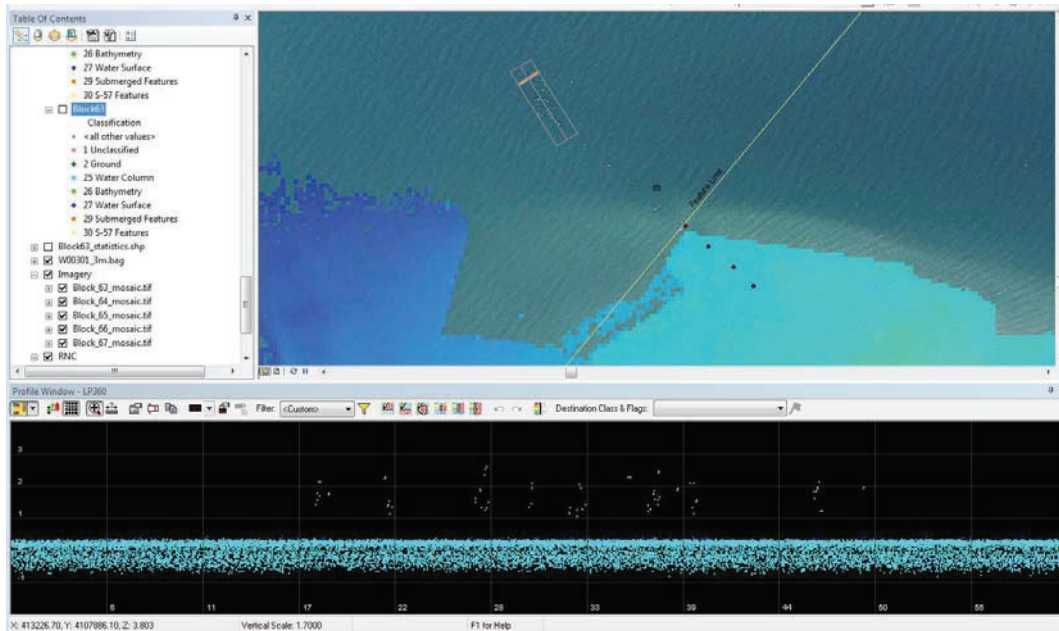 Table Of Contents
26 Bathymetry
27 Water Surface
29 Submerged Features
30 S-57 Features
Block63
Classification
<all other values>
1 Unclassified
2 Ground
25 Water Column
26 Bathymetry
27 Water Surface
29 Submerged Features
30 S-57 Features
Block63_statistics.shp
W00301_3m.bag
Imagery
Block_63_mosaic.tif
Block_64_mosaic.tif
Block_65_mosaic.tif
Block_66_mosaic.tif
Block_67_mosaic.tif
RNC
Feature Line
Profile Window - LP360
Filter: <Custom> Destination Class & Flags:
3
2
1
-1
6 11 17 22 28 33 39 44 50 55
X: 413226.70, Y: 4107886.10, Z: 3.803 Vertical Scale: 1.7000 F1 for Help